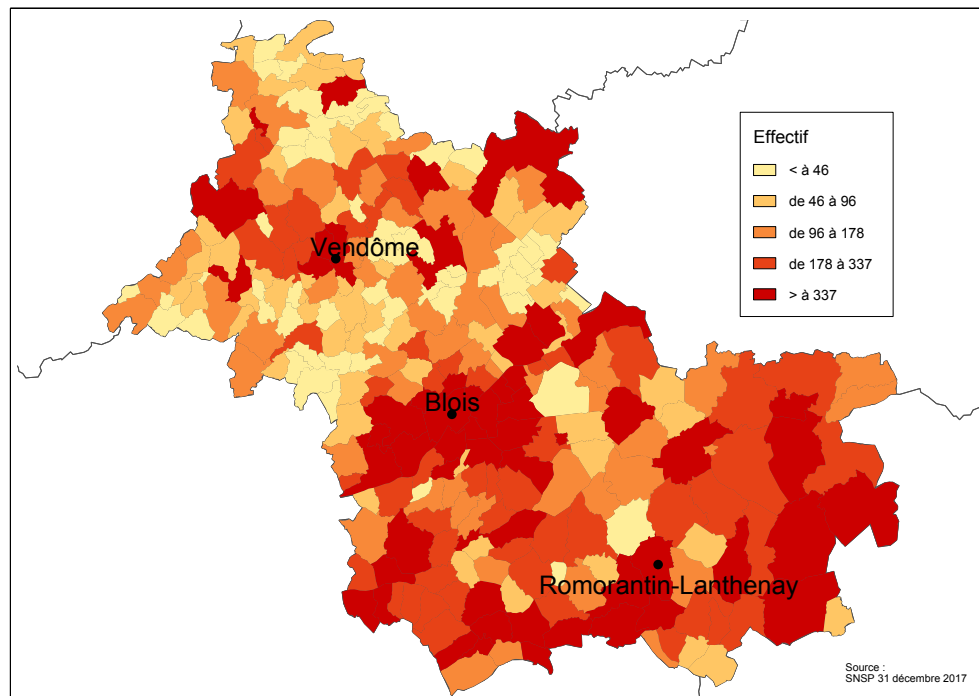 Effectif
< à 46
de 46 à 96
de 96 à 178
de 178 à 337
> à 337
Vendôme
Blois
Romorantin-Lanthenay
Source :
SNSP 31 décembre 2017